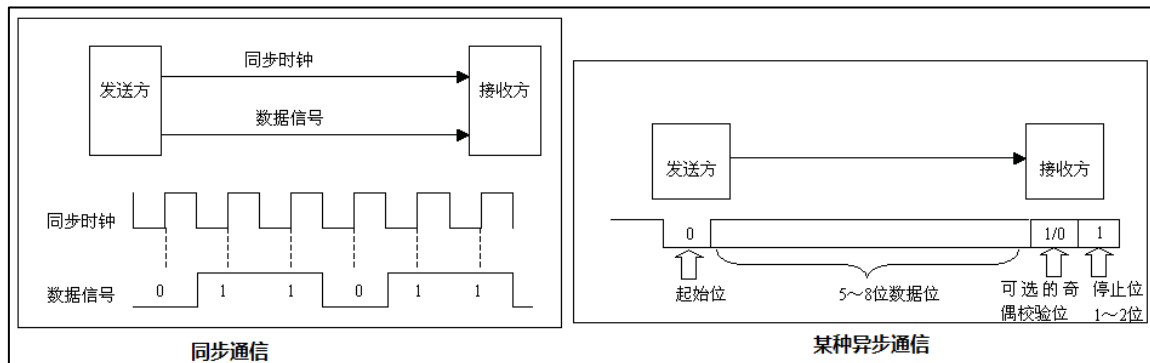 同步时钟
发送方
接收方
数据信号
同步时钟
数据信号
0 1 1 0 1 1
同步通信
发送方
接收方
0
1/0
1
起始位
5～8位数据位
可选的奇
偶校验位
停止位
1～2位
某种异步通信